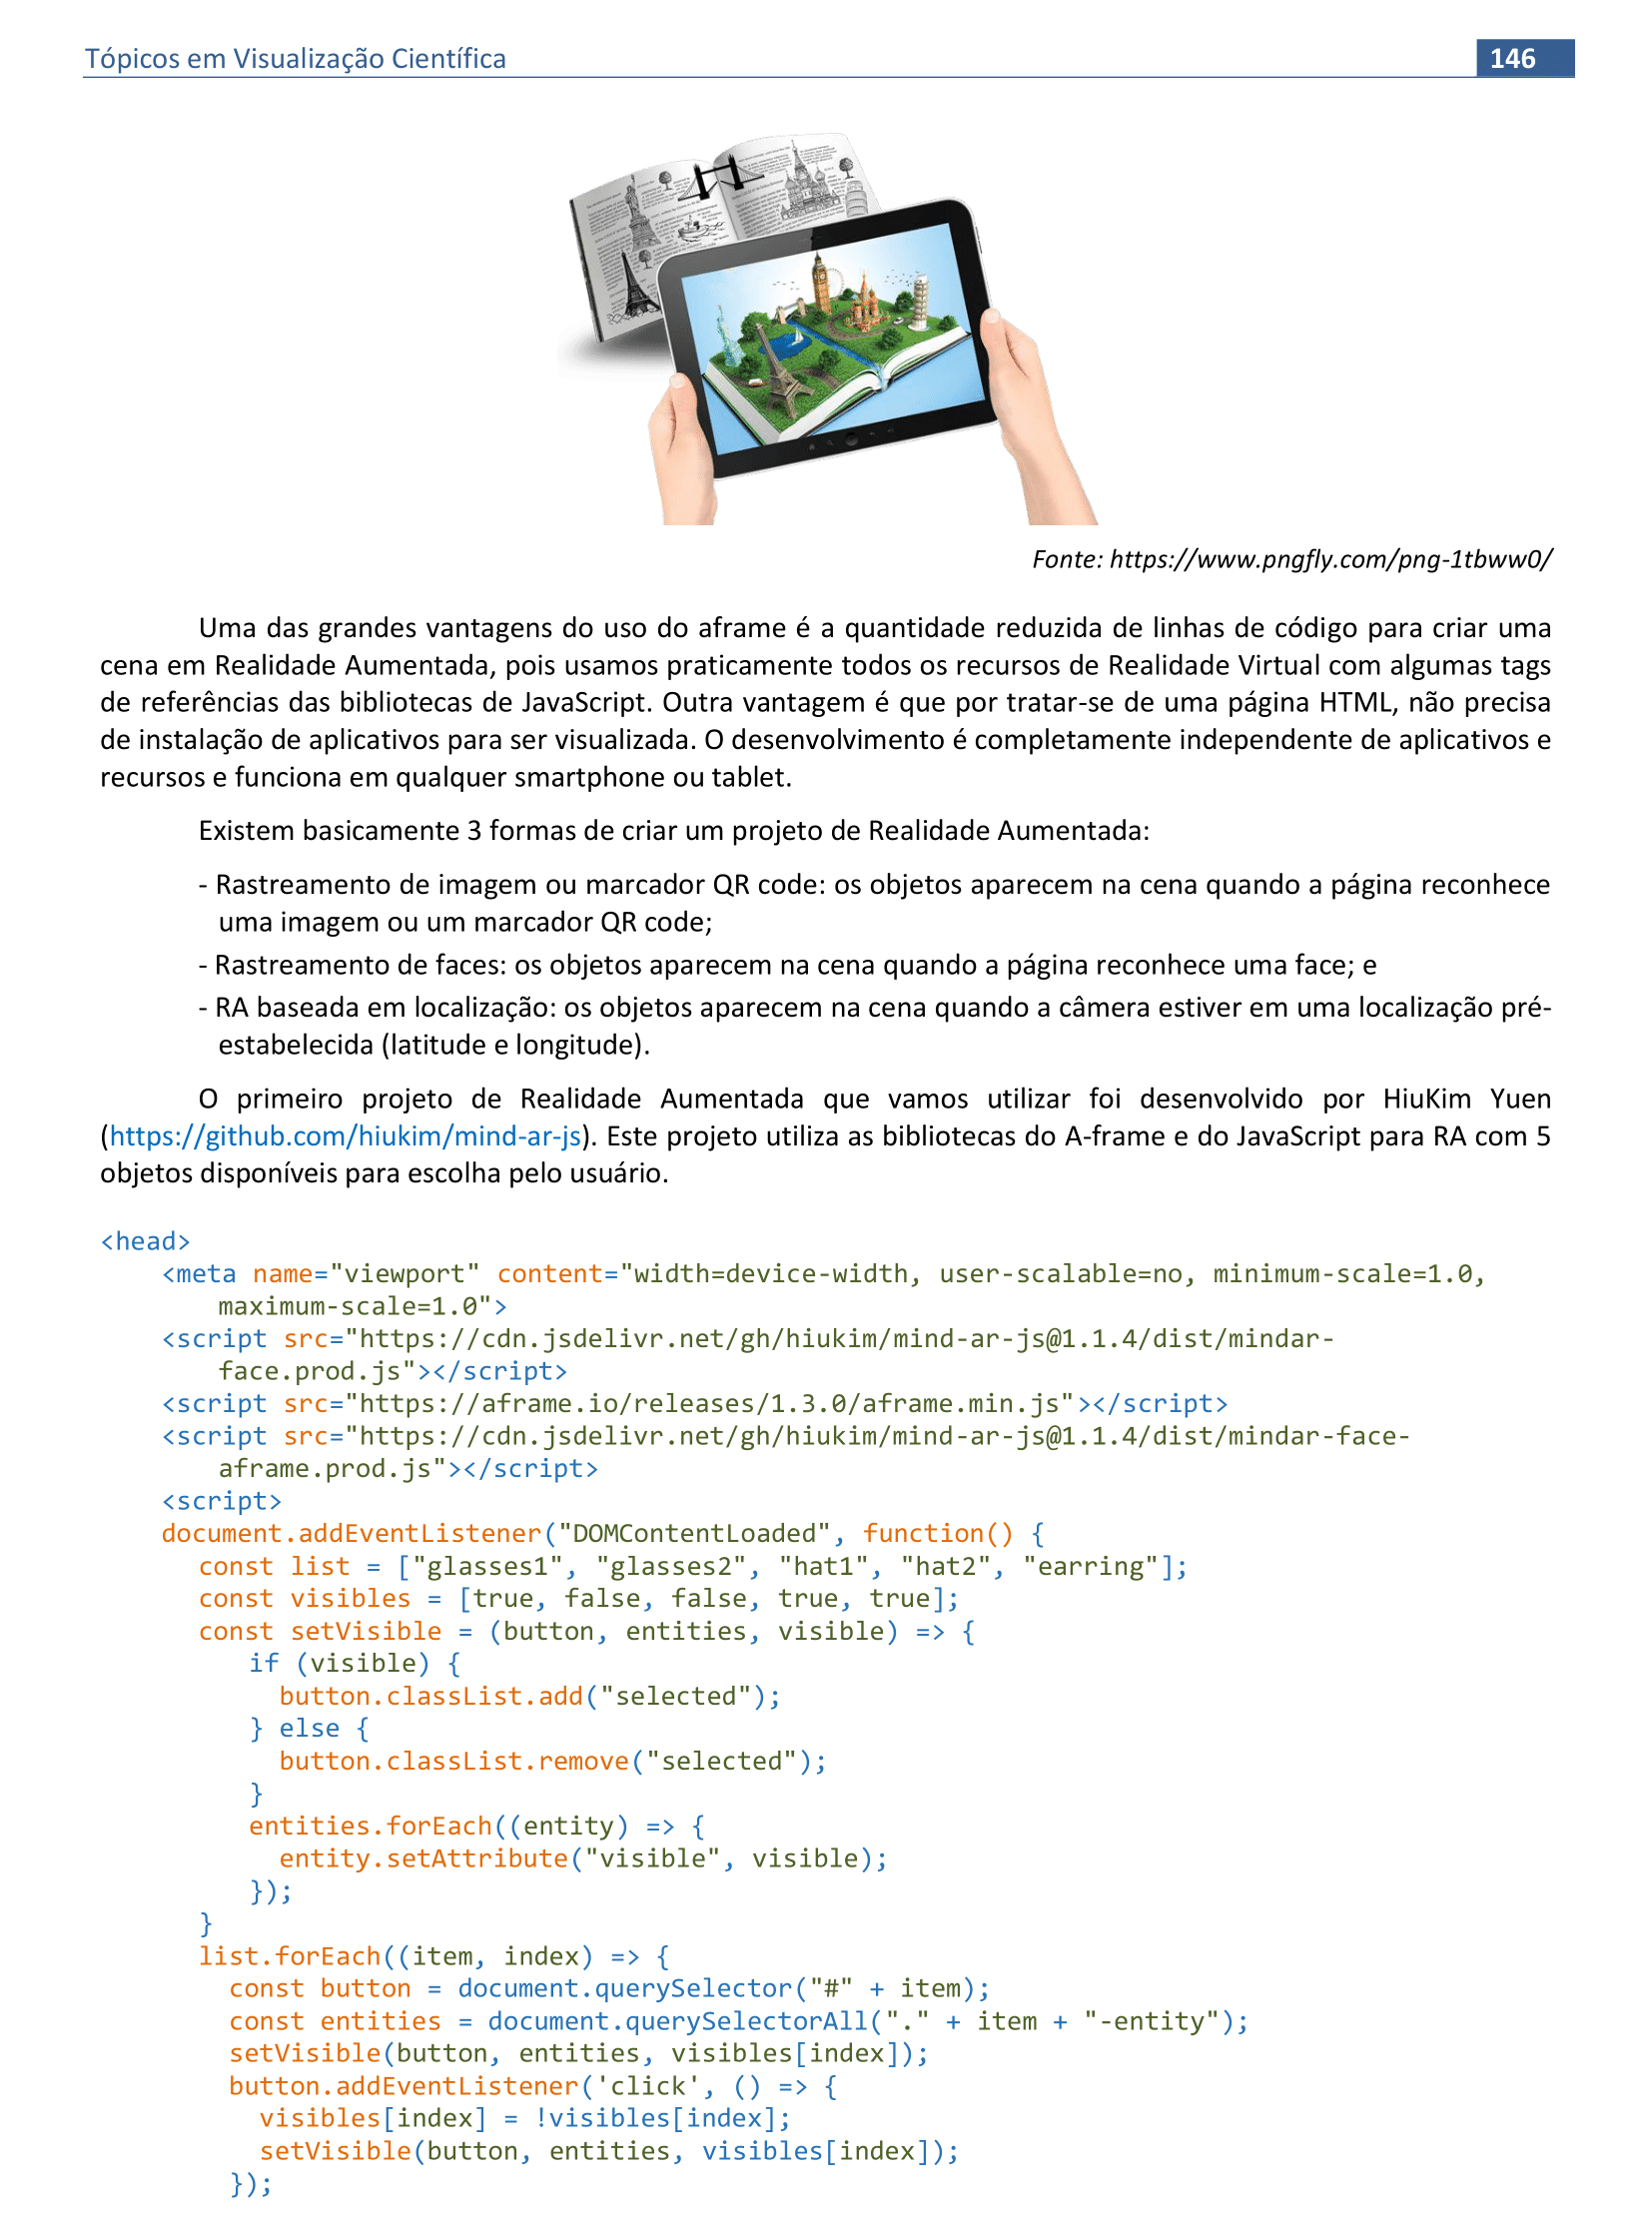 Tópicos em Visualização Científica
146
Fonte: https://www.pngfly.com/png-1tbww0/
Uma das grandes vantagens do uso do aframe é a quantidade reduzida de linhas de código para criar uma
cena em Realidade Aumentada, pois usamos praticamente todos os recursos de Realidade Virtual com algumas tags
de referências das bibliotecas de JavaScript. Outra vantagem é que por tratar-se de uma página HTML, não precisa
de instalação de aplicativos para ser visualizada. O desenvolvimento é completamente independente de aplicativos e
recursos e funciona em qualquer smartphone ou tablet.
Existem basicamente 3 formas de criar um projeto de Realidade Aumentada:
- Rastreamento de imagem ou marcador QR code: os objetos aparecem na cena quando a página reconhece
uma imagem ou um marcador QR code;
- Rastreamento de faces: os objetos aparecem na cena quando a página reconhece uma face; e
- RA baseada em localização: os objetos aparecem na cena quando a câmera estiver em uma localização pré-
estabelecida (latitude e longitude).
O primeiro projeto de Realidade Aumentada que vamos utilizar foi desenvolvido por HiuKim Yuen
(https://github.com/hiukim/mind-ar-js). Este projeto utiliza as bibliotecas do A-frame e do JavaScript para RA com 5
objetos disponíveis para escolha pelo usuário.
<head>
<meta name="viewport" content="width=device-width, user-scalable=no, minimum-scale=1.0,
maximum-scale=1.0">
<script src="https://cdn.jsdelivr.net/gh/hiukim/mind-ar-js@1.1.4/dist/mindar-
face.prod.js"></script>
<script src="https://aframe.io/releases/1.3.0/aframe.min.js"></script>
<script src="https://cdn.jsdelivr.net/gh/hiukim/mind-ar-js@1.1.4/dist/mindar-face-
aframe.prod.js"></script>
<script>
document.addEventListener("DOMContentLoaded", function() {
const list = ["glasses1", "glasses2", "hat1", "hat2", "earring"];
const visibles = [true, false, false, true, true];
const setVisible = (button, entities, visible) => {
if (visible) {
button.classList.add("selected");
} else {
button.classList.remove("selected");
}
entities.forEach((entity) => {
entity.setAttribute("visible", visible);
});
}
list.forEach((item, index) => {
const button = document.querySelector("#" + item);
const entities = document.querySelectorAll("." + item + "-entity");
setVisible(button, entities, visibles[index]);
button.addEventListener('click', () => {
visibles[index] = !visibles[index];
setVisible(button, entities, visibles[index]);
});